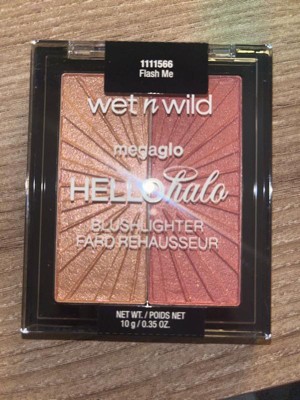 1111566
Flash Me
wet n wild
megaglo
HELLO halo
BLUSHLIGHTER
FARD REHAUSSEUR
NET WT. / POIDS NET
10 g / 0.35 OZ.